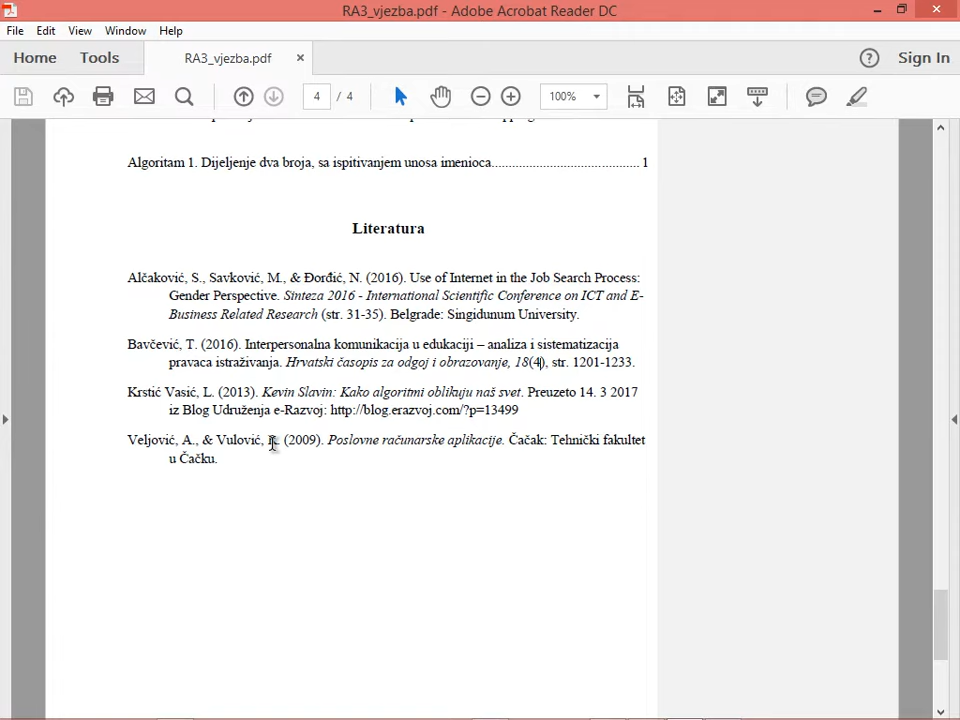 RA3_vjezba.pdf - Adobe Acrobat Reader DC
File Edit View Window Help
Home Tools RA3_vjezba.pdf × ? Sign In
4 / 4 100%
Algoritam 1. Dijeljenje dva broja, sa ispitivanjem unosa imenioca........................................... 1
Literatura
Alčaković, S., Savković, M., & Đorđić, N. (2016). Use of Internet in the Job Search Process:
Gender Perspective. Sinteza 2016 - International Scientific Conference on ICT and E-
Business Related Research (str. 31-35). Belgrade: Singidunum University.
Bavčević, T. (2016). Interpersonalna komunikacija u edukaciji – analiza i sistematizacija
pravaca istraživanja. Hrvatski časopis za odgoj i obrazovanje, 18(4), str. 1201-1233.
Krstić Vasić, L. (2013). Kevin Slavin: Kako algoritmi oblikuju naš svet. Preuzeto 14. 3 2017
iz Blog Udruženja e-Razvoj: http://blog.erazvoj.com/?p=13499
Veljović, A., & Vulović, (2009). Poslovne računarske aplikacije. Čačak: Tehnički fakultet
u Čačku.